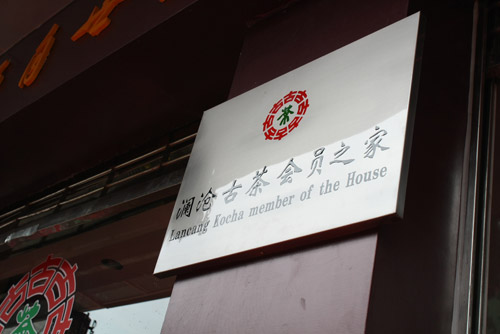 澜沧古茶会员之家
Lancang Kocha member of the House
茶